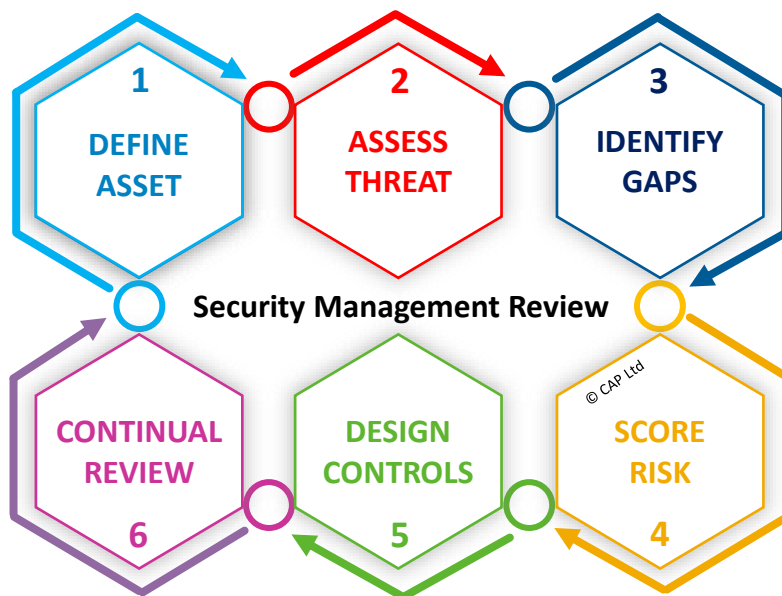 1
DEFINE
ASSET
2
ASSESS
THREAT
3
IDENTIFY
GAPS
Security Management Review
© CAP Ltd
SCORE
RISK
4
DESIGN
CONTROLS
5
CONTINUAL
REVIEW
6